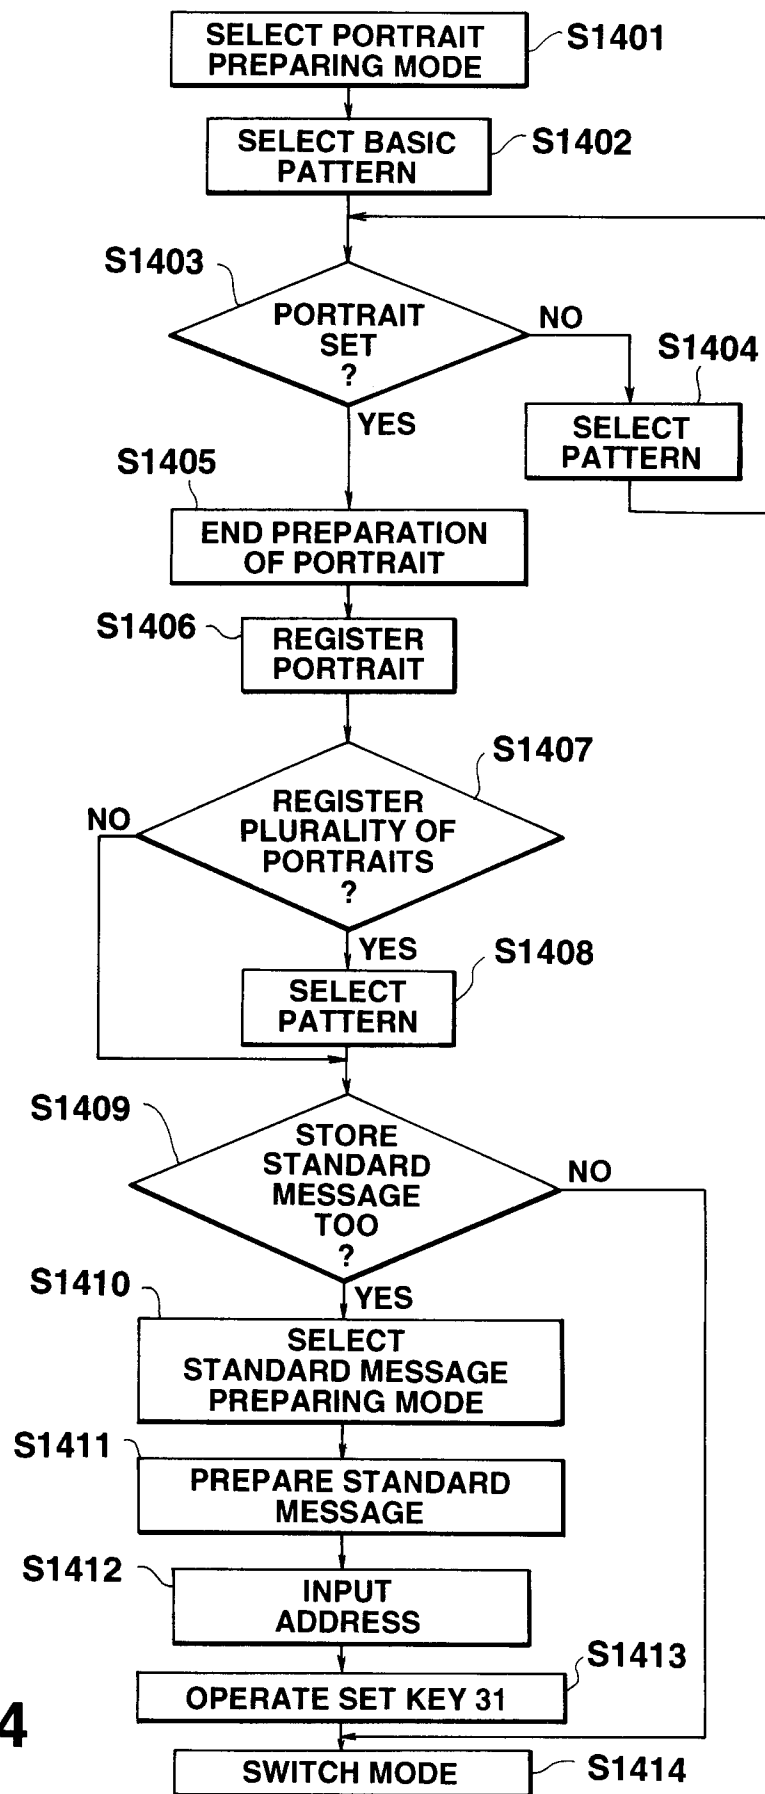 SELECT PORTRAIT
PREPARING MODE
S1401
SELECT BASIC
PATTERN
S1402
S1403
PORTRAIT
SET
?
NO
S1404
YES
SELECT
PATTERN
S1405
END PREPARATION
OF PORTRAIT
S1406
REGISTER
PORTRAIT
S1407
REGISTER
PLURALITY OF
PORTRAITS
?
NO
YES
S1408
SELECT
PATTERN
S1409
STORE
STANDARD
MESSAGE
TOO
?
NO
S1410
YES
SELECT
STANDARD MESSAGE
PREPARING MODE
S1411
PREPARE STANDARD
MESSAGE
S1412
INPUT
ADDRESS
S1413
OPERATE SET KEY 31
4
SWITCH MODE
S1414